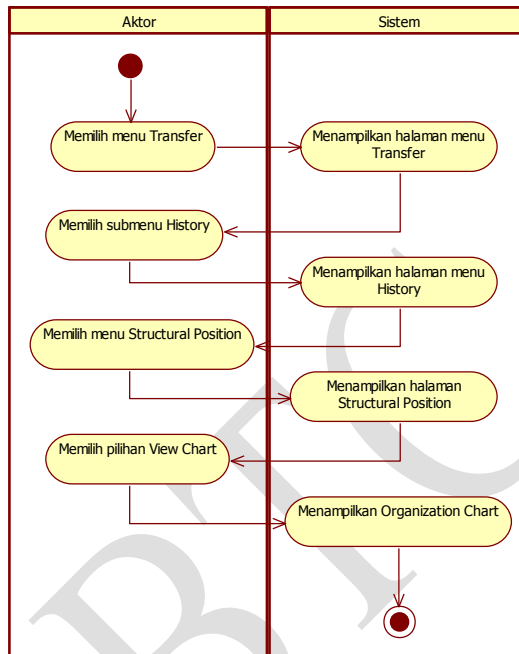 Aktor
Sistem
Memilih menu Transfer
Menampilkan halaman menu
Transfer
Memilih submenu History
Menampilkan halaman menu
History
Memilih menu Structural Position
Menampilkan halaman
Structural Position
Memilih pilihan View Chart
Menampilkan Organization Chart